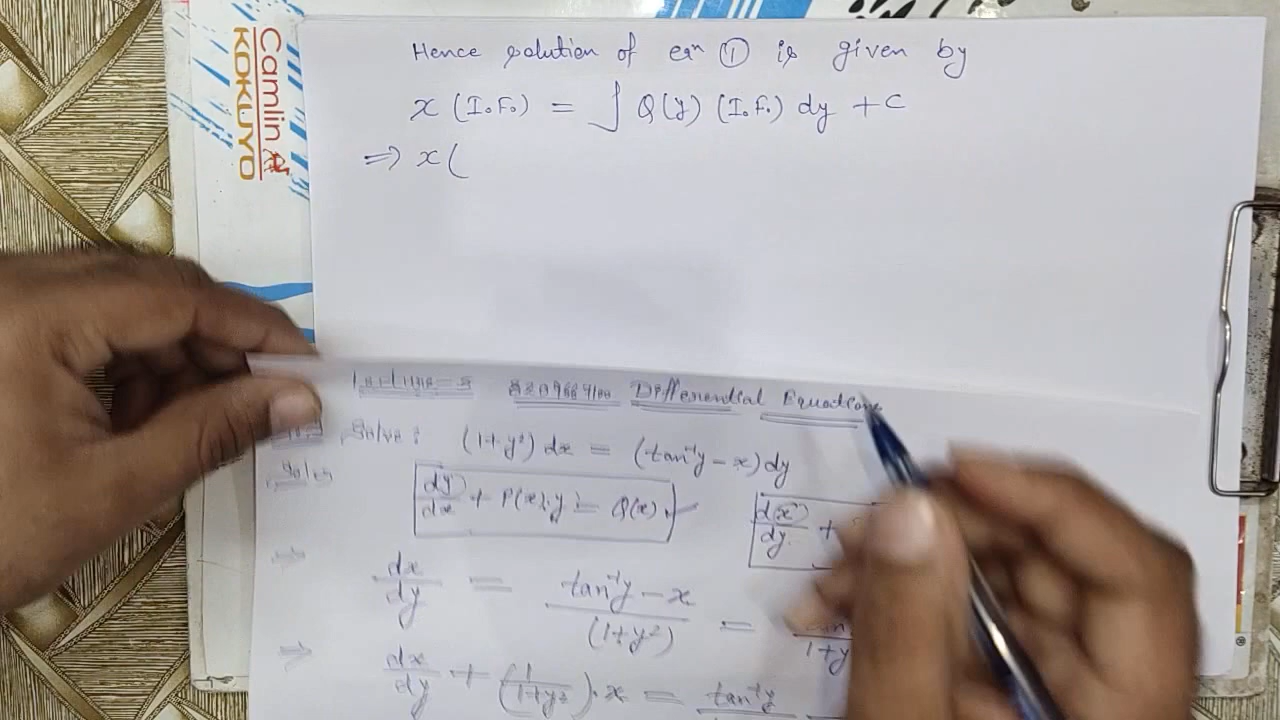 Camlin
KOKUYO
Hence solution of eqn ① is given by
x (I.F.) = ∫ Q(y) (I.F.) dy + C
⇒ x (
Differential Equations
Solve: (1+y²) dx = (tan⁻¹y – x) dy
dy/dx + P(x).y = Q(x)
dx/dy +
⇒ dx/dy = tan⁻¹y – x / (1+y²) =
⇒ dx/dy + (1/1+y²).x = tan⁻¹y